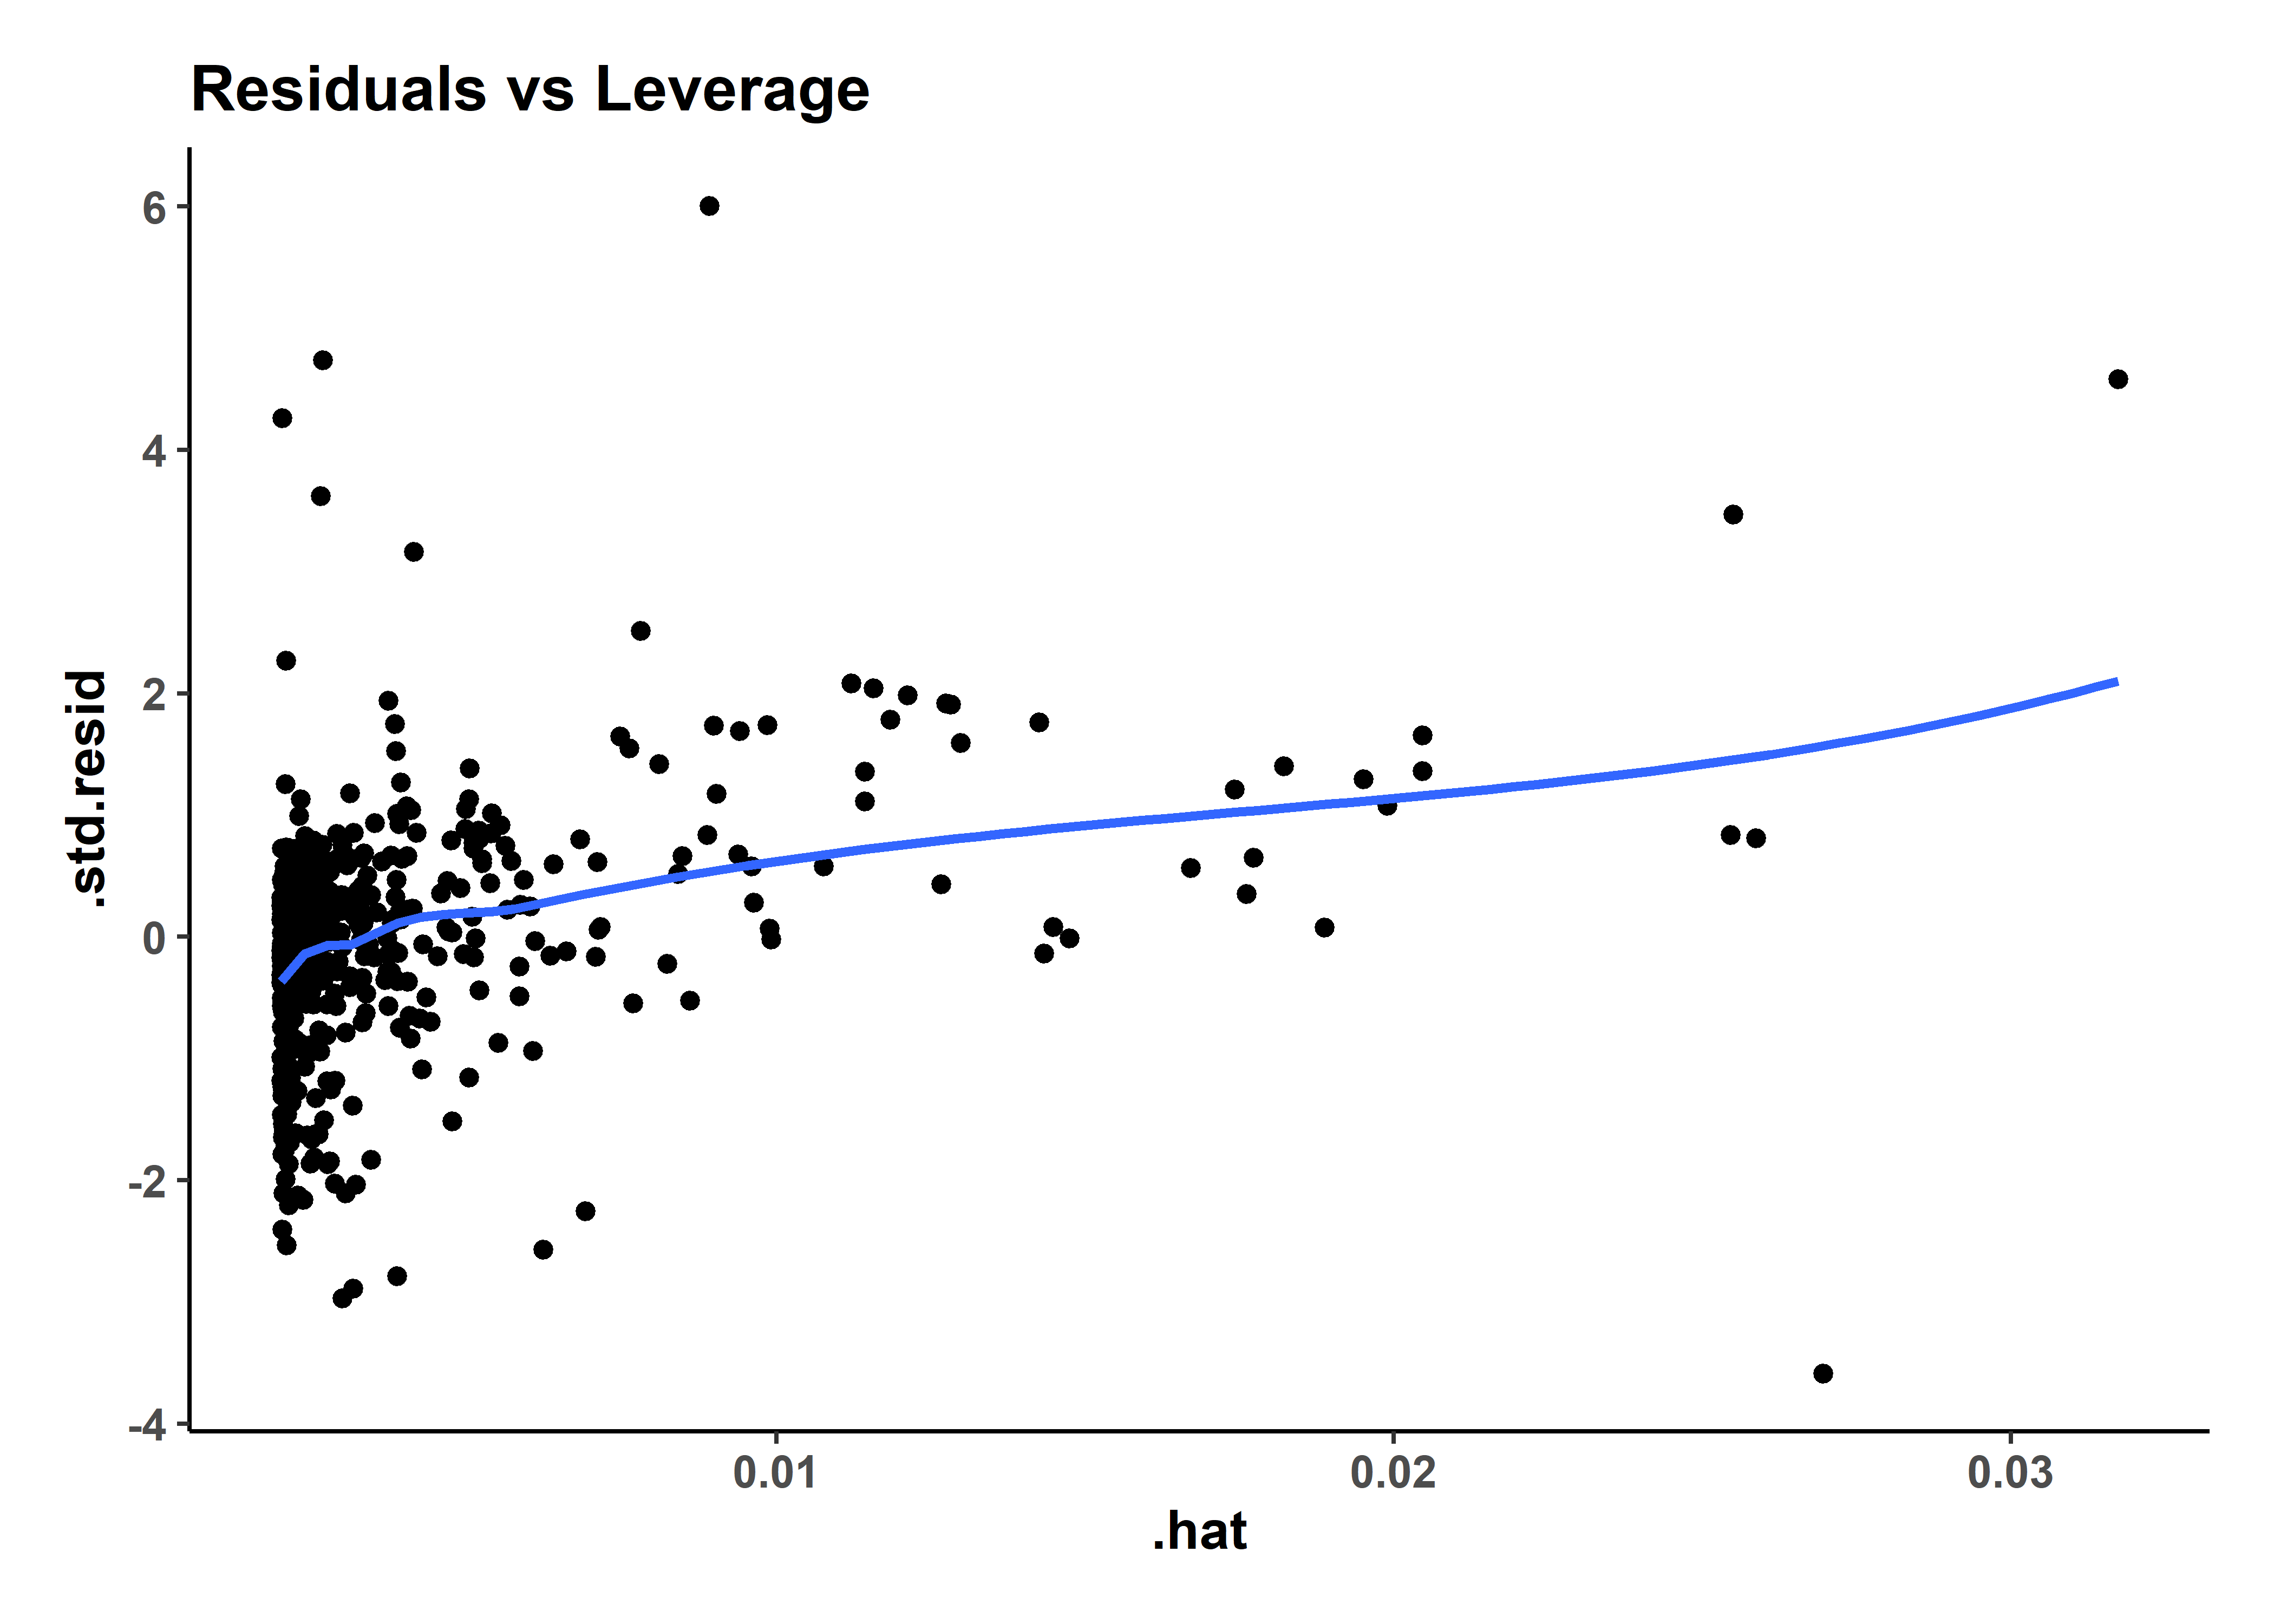 Residuals vs Leverage
6
4
2
0
-2
-4
.std.resid
0.01 0.02 0.03
.hat